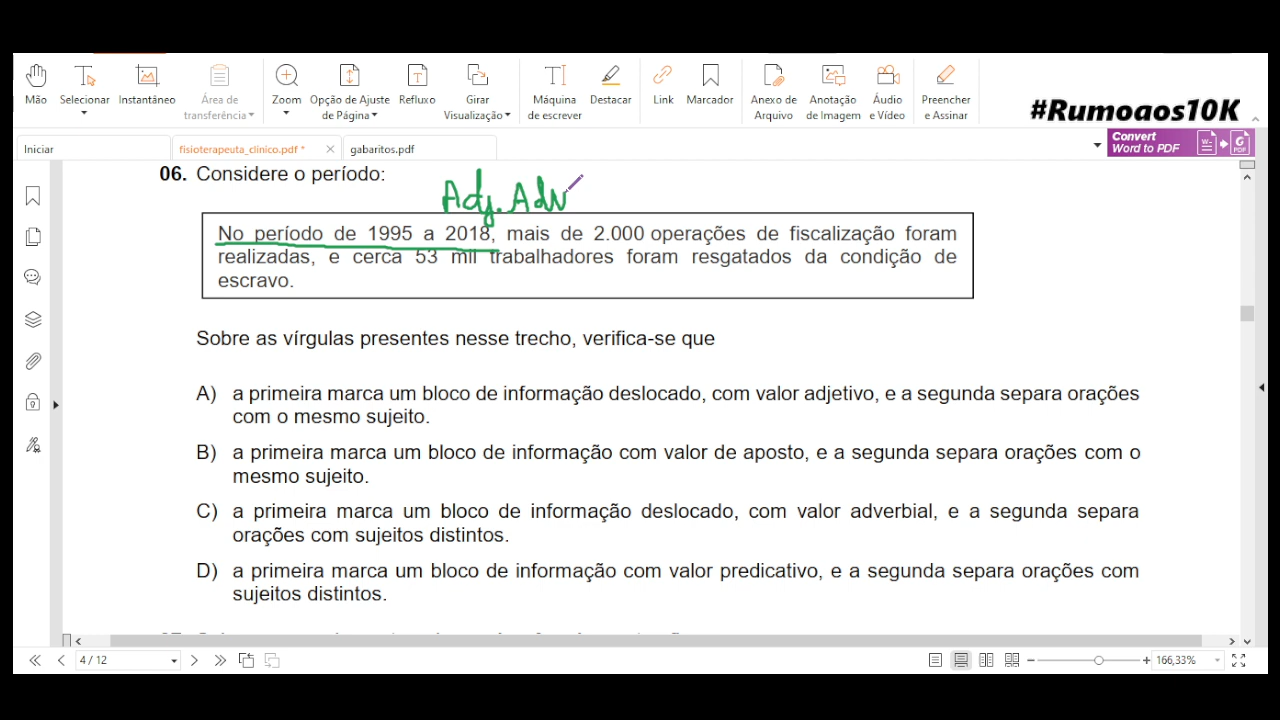 Mão
Selecionar
Instantâneo
Área de
transferência
Zoom
Opção de Ajuste
de Página
Refluxo
Girar
Visualização
Máquina
de escrever
Destacar
Link
Marcador
Anexo de
Arquivo
Anotação
de Imagem
Áudio
e Vídeo
Preencher
e Assinar
#Rumoaos10K
Iniciar
fisioterapeuta_clínico.pdf *
gabaritos.pdf
Convert
Word to PDF
06. Considere o período:
Adj. Adv
No período de 1995 a 2018, mais de 2.000 operações de fiscalização foram
realizadas, e cerca 53 mil trabalhadores foram resgatados da condição de
escravo.
Sobre as vírgulas presentes nesse trecho, verifica-se que
A) a primeira marca um bloco de informação deslocado, com valor adjetivo, e a segunda separa orações
com o mesmo sujeito.
B) a primeira marca um bloco de informação com valor de aposto, e a segunda separa orações com o
mesmo sujeito.
C) a primeira marca um bloco de informação deslocado, com valor adverbial, e a segunda separa
orações com sujeitos distintos.
D) a primeira marca um bloco de informação com valor predicativo, e a segunda separa orações com
sujeitos distintos.
4 / 12
166,33%